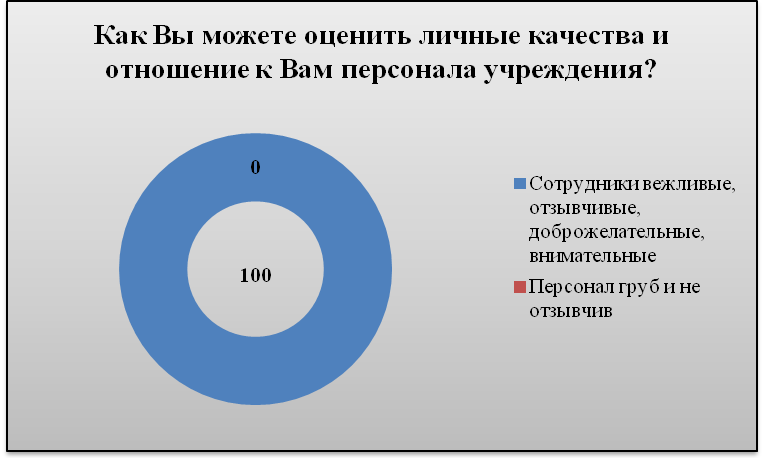 Как Вы можете оценить личные качества и
отношение к Вам персонала учреждения?
0
100
Сотрудники вежливые,
отзывчивые,
доброжелательные,
внимательные
Персонал груб и не
отзывчив